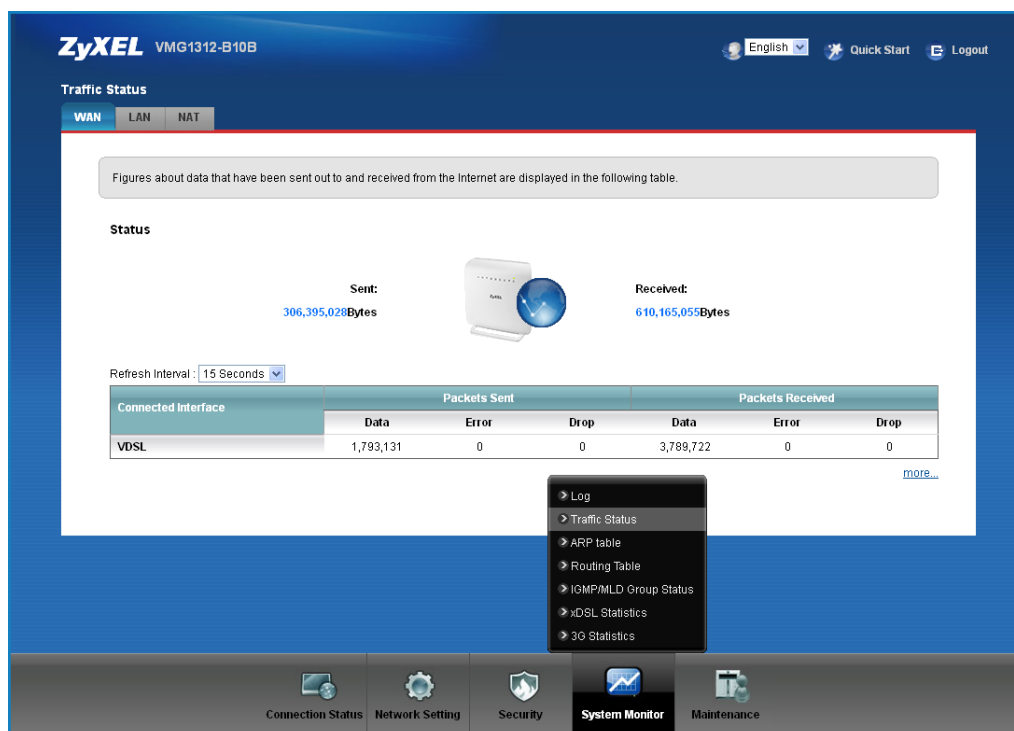 ZyXEL VMG1312-B10B
English Quick Start Logout
Traffic Status
WAN LAN NAT
Figures about data that have been sent out to and received from the Internet are displayed in the following table.
Status
Sent:
306,395,028Bytes
ZyXEL
Received:
610,165,055Bytes
Refresh Interval : 15 Seconds
Connected Interface Packets Sent Packets Received
Data Error Drop Data Error Drop
VDSL 1,793,131 0 0 3,789,722 0 0
more...
Log
Traffic Status
ARP table
Routing Table
IGMP/MLD Group Status
xDSL Statistics
3G Statistics
Connection Status Network Setting Security System Monitor Maintenance